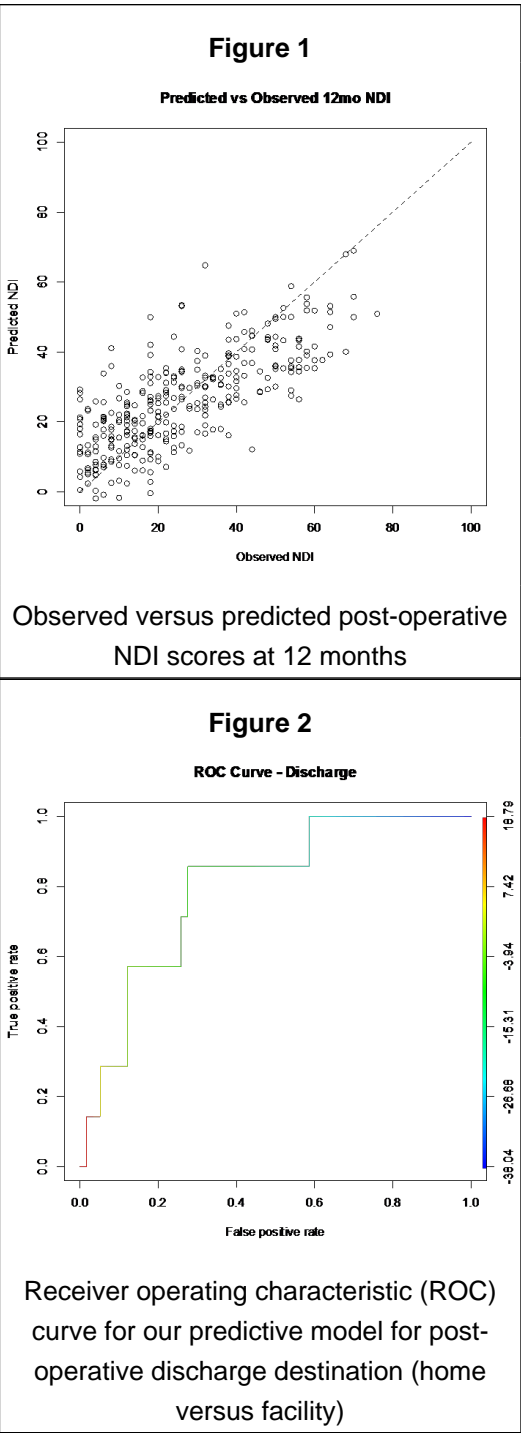 Figure 1
Predicted vs Observed 12mo NDI
100
80
60
40
20
0
Predicted NDI
0 20 40 60 80 100
Observed NDI
Observed versus predicted post-operative
NDI scores at 12 months
Figure 2
ROC Curve - Discharge
1.0
0.8
0.6
0.4
0.2
0.0
True positive rate
18.79
7.42
-3.94
-15.31
-26.68
-38.04
0.0 0.2 0.4 0.6 0.8 1.0
False positive rate
Receiver operating characteristic (ROC)
curve for our predictive model for post-
operative discharge destination (home
versus facility)